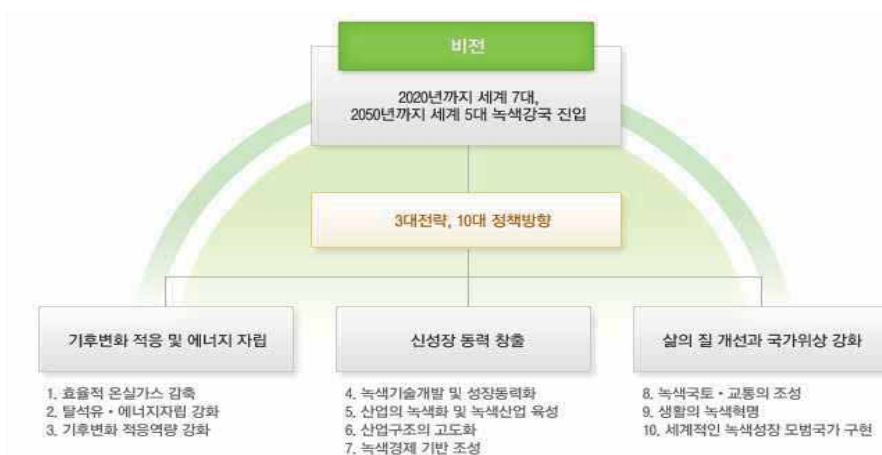 비전
2020년까지 세계 7대,
2050년까지 세계 5대 녹색강국 진입
3대전략, 10대 정책방향
기후변화 적응 및 에너지 자립
1. 효율적 온실가스 감축
2. 탈석유・에너지자립 강화
3. 기후변화 적응역량 강화
신성장 동력 창출
4. 녹색기술개발 및 성장동력화
5. 산업의 녹색화 및 녹색산업 육성
6. 산업구조의 고도화
7. 녹색경제 기반 조성
삶의 질 개선과 국가위상 강화
8. 녹색국토・교통의 조성
9. 생활의 녹색혁명
10. 세계적인 녹색성장 모범국가 구현